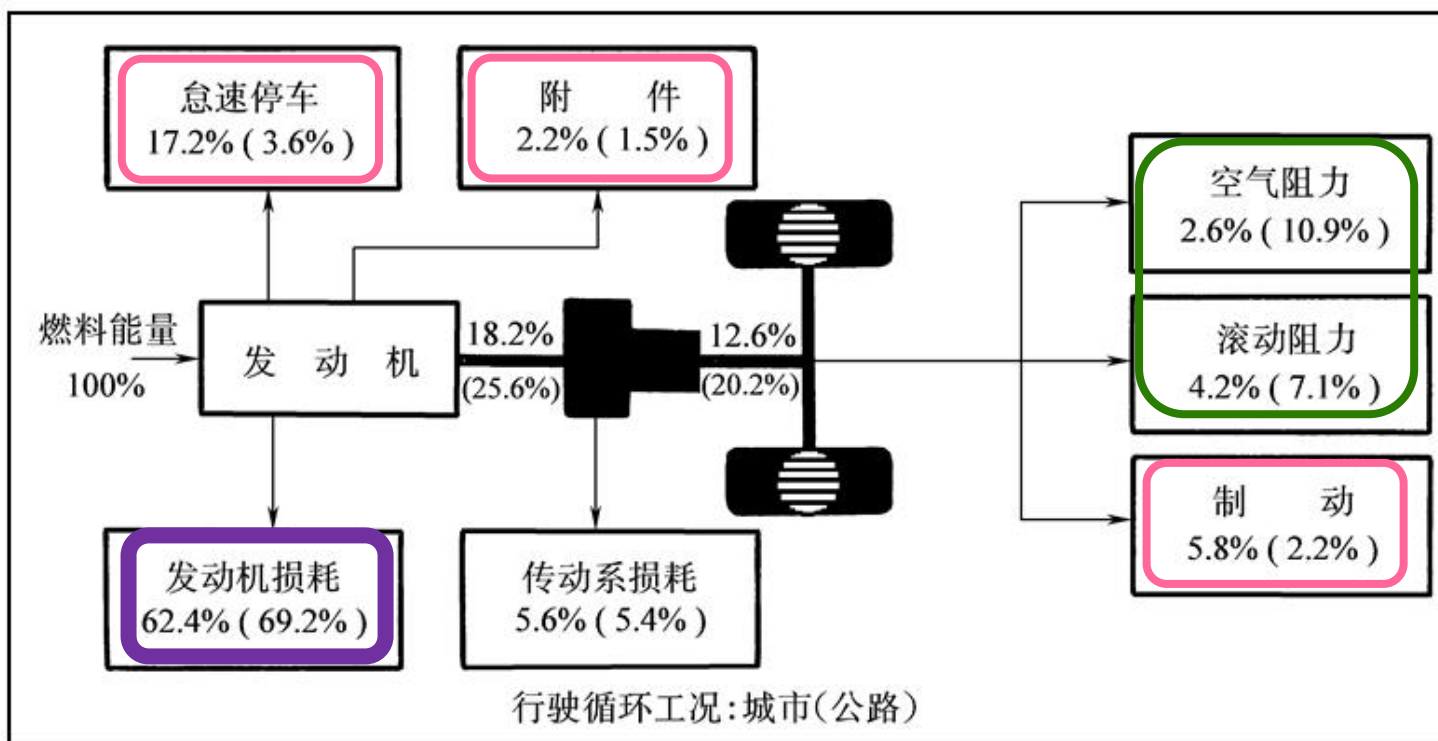 怠速停车
17.2% ( 3.6% )
附 件
2.2% ( 1.5% )
空气阻力
2.6% ( 10.9% )
燃料能量
100%
发 动 机
18.2%
(25.6%)
12.6%
(20.2%)
滚动阻力
4.2% ( 7.1% )
制 动
5.8% ( 2.2% )
发动机损耗
62.4% ( 69.2% )
传动系损耗
5.6% ( 5.4% )
行驶循环工况:城市(公路)